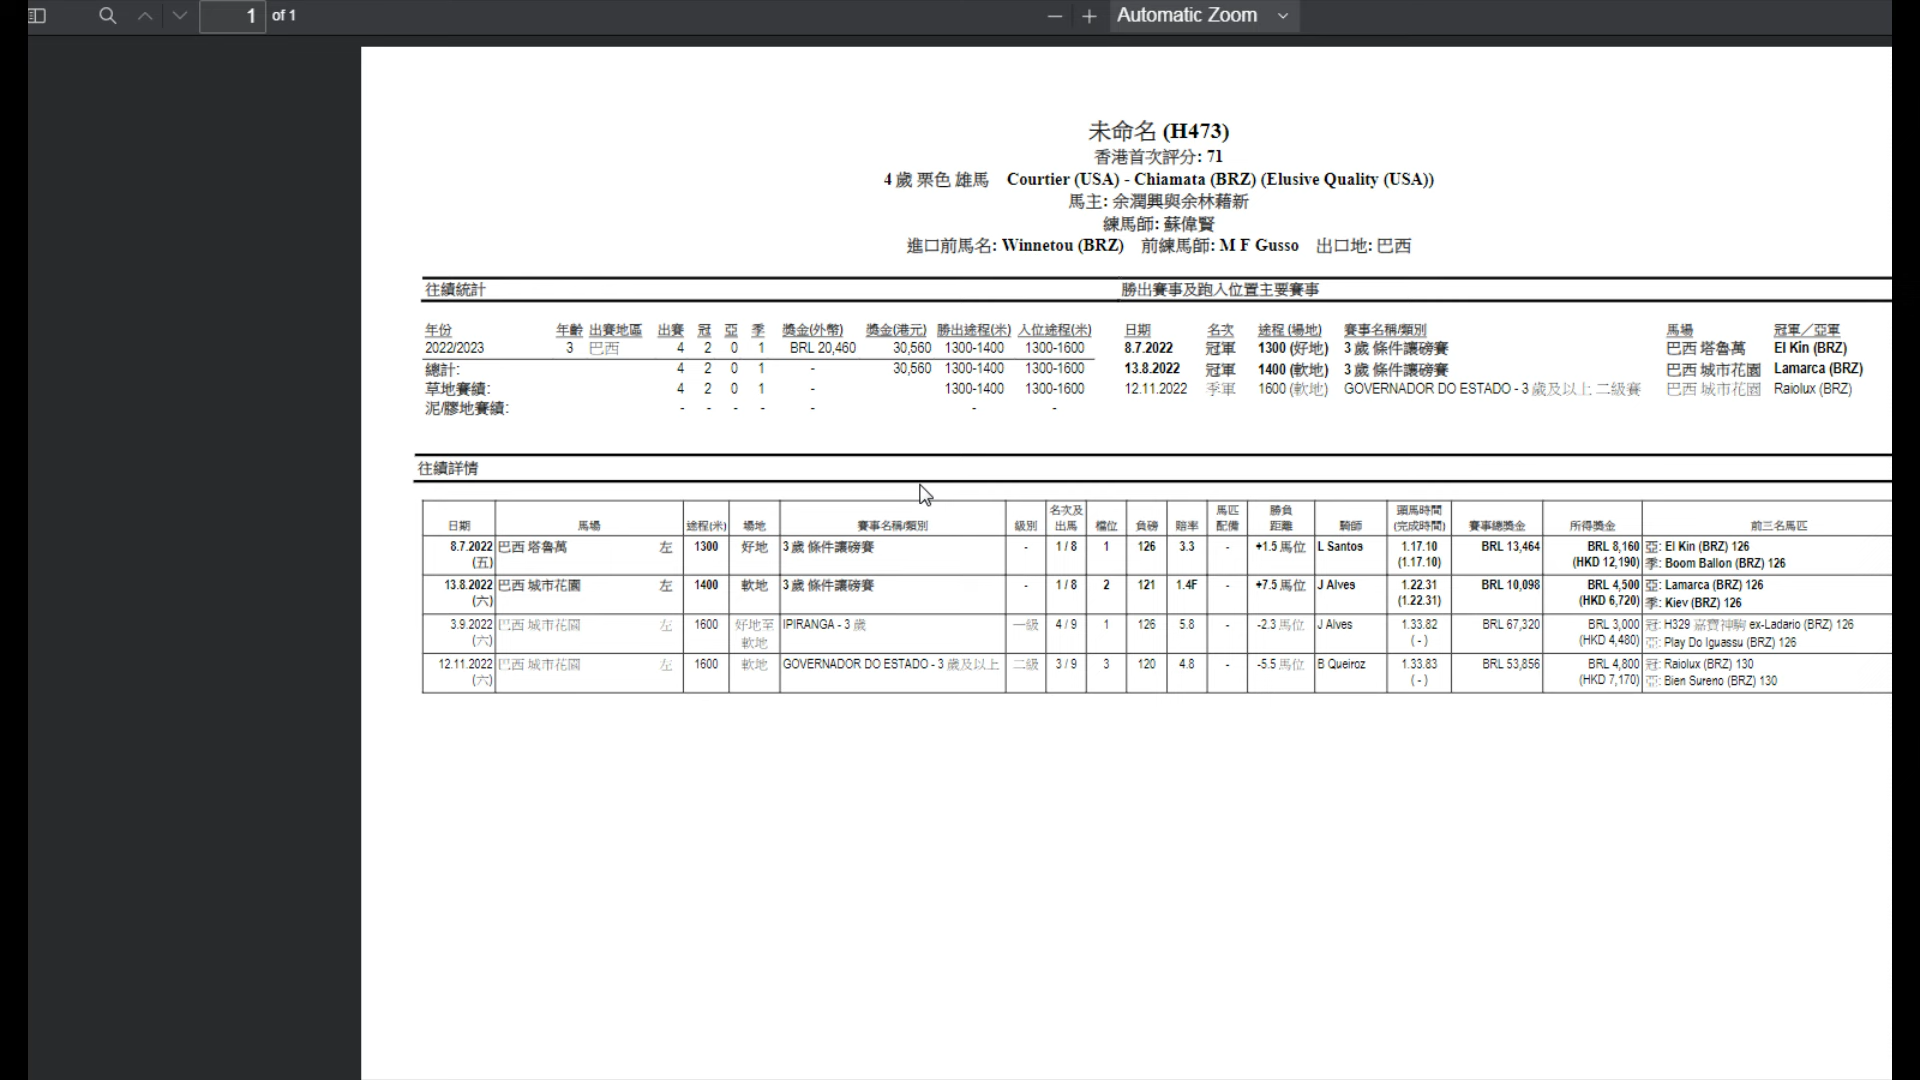 1 of 1 Automatic Zoom
未命名 (H473)
香港首次評分: 71
4 歲 栗色 雄馬 Courtier (USA) - Chiamata (BRZ) (Elusive Quality (USA))
馬主: 余潤興與余林藉新
練馬師: 蘇偉賢
進口前馬名: Winnetou (BRZ) 前練馬師: M F Gusso 出口地: 巴西
往績統計 勝出賽事及跑入位置主要賽事
年份 年齡 出賽地區 出賽 冠 亞 季 獎金(外幣) 獎金(港元) 勝出途程(米) 入位途程(米) 日期 名次 途程 (場地) 賽事名稱/類別 馬場 冠軍／亞軍
2022/2023 3 巴西 4 2 0 1 BRL 20,460 30,560 1300-1400 1300-1600 8.7.2022 冠軍 1300 (好地) 3 歲 條件讓磅賽 巴西 塔魯萬 El Kin (BRZ)
總計: 4 2 0 1 - 30,560 1300-1400 1300-1600 13.8.2022 冠軍 1400 (軟地) 3 歲 條件讓磅賽 巴西 城市花園 Lamarca (BRZ)
草地賽績: 4 2 0 1 - 1300-1400 1300-1600 12.11.2022 季軍 1600 (軟地) GOVERNADOR DO ESTADO - 3 歲及以上 二級賽 巴西 城市花園 Raiolux (BRZ)
泥/膠地賽績: - - - - - - -
往績詳情
日期 馬場 途程(米) 場地 賽事名稱/類別 級別 名次及出馬 檔位 負磅 賠率 馬匹配備 勝負距離 騎師 頭馬時間 (完成時間) 賽事總獎金 所得獎金 前三名馬匹
8.7.2022 巴西 塔魯萬 左 1300 好地 3 歲 條件讓磅賽 - 1 / 8 1 126 3.3 - +1.5 馬位 L Santos 1.17.10 BRL 13,464 BRL 8,160 亞: El Kin (BRZ) 126
(五) (1.17.10) (HKD 12,190) 季: Boom Ballon (BRZ) 126
13.8.2022 巴西 城市花園 左 1400 軟地 3 歲 條件讓磅賽 - 1 / 8 2 121 1.4F - +7.5 馬位 J Alves 1.22.31 BRL 10,098 BRL 4,500 亞: Lamarca (BRZ) 126
(六) (1.22.31) (HKD 6,720) 季: Kiev (BRZ) 126
3.9.2022 巴西 城市花園 左 1600 好地至 IPIRANGA - 3 歲 一級 4 / 9 1 126 5.8 - -2.3 馬位 J Alves 1.33.82 BRL 67,320 BRL 3,000 冠: H329 嘉寶神駒 ex-Ladario (BRZ) 126
(六) 軟地 ( - ) (HKD 4,480) 亞: Play Do Iguassu (BRZ) 126
12.11.2022 巴西 城市花園 左 1600 軟地 GOVERNADOR DO ESTADO - 3 歲及以上 二級 3 / 9 3 120 4.8 - -5.5 馬位 B Queiroz 1.33.83 BRL 53,856 BRL 4,800 冠: Raiolux (BRZ) 130
(六) ( - ) (HKD 7,170) 亞: Bien Sureno (BRZ) 130